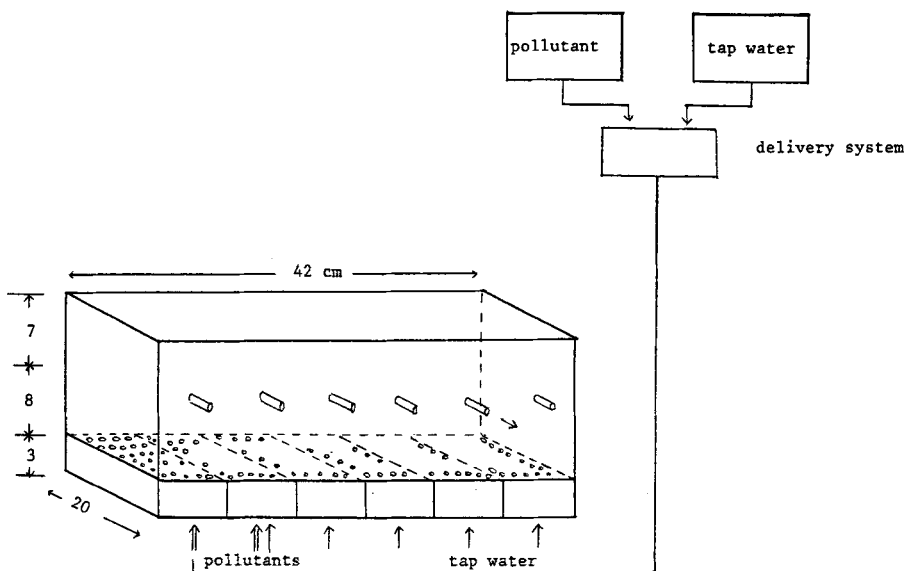 pollutant
tap water
delivery system
42 cm
7
8
3
20
pollutants
tap water